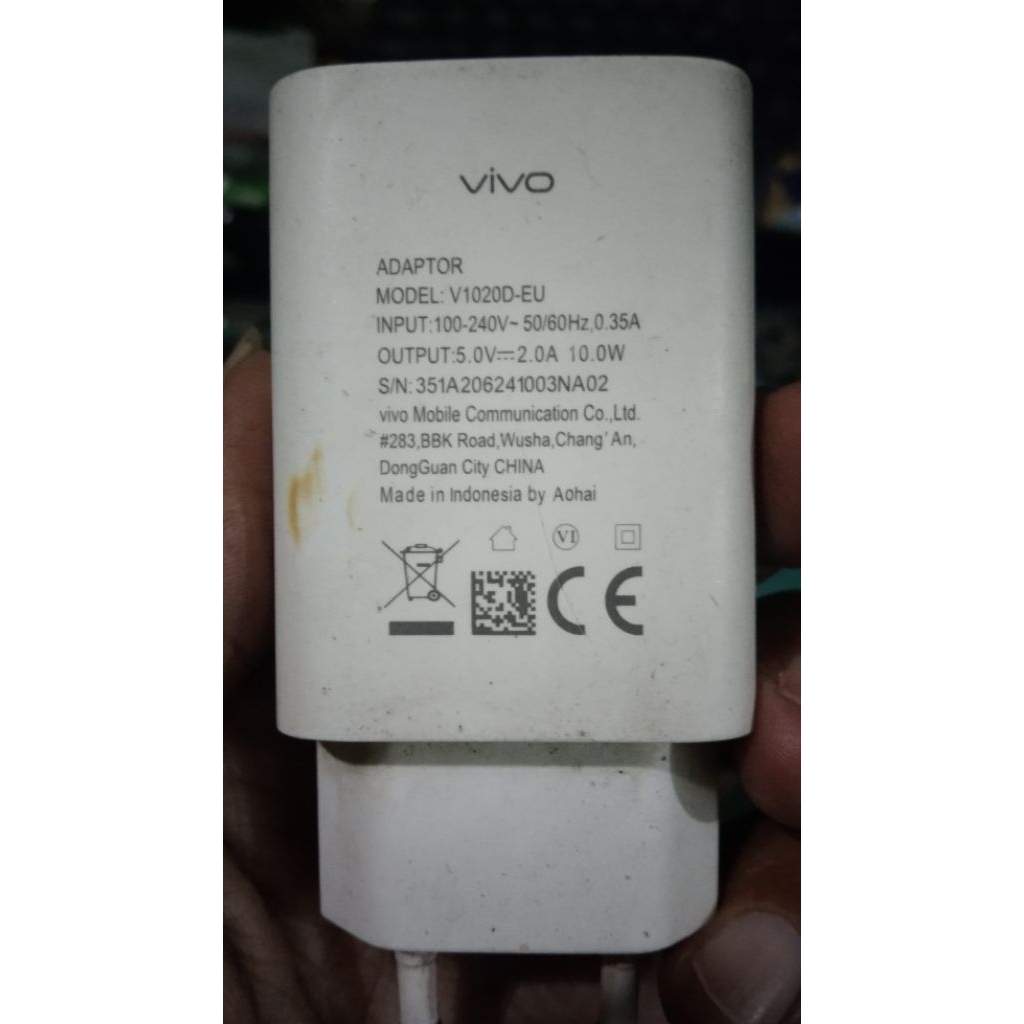 vivo
ADAPTOR
MODEL: V1020D-EU
INPUT:100-240V~ 50/60Hz,0.35A
OUTPUT:5.0V⎓2.0A 10.0W
S/N:351A206241003NA02
vivo Mobile Communication Co.,Ltd.
#283,BBK Road,Wusha,Chang'An,
DongGuan City CHINA
Made in Indonesia by Aohai
VI
CE